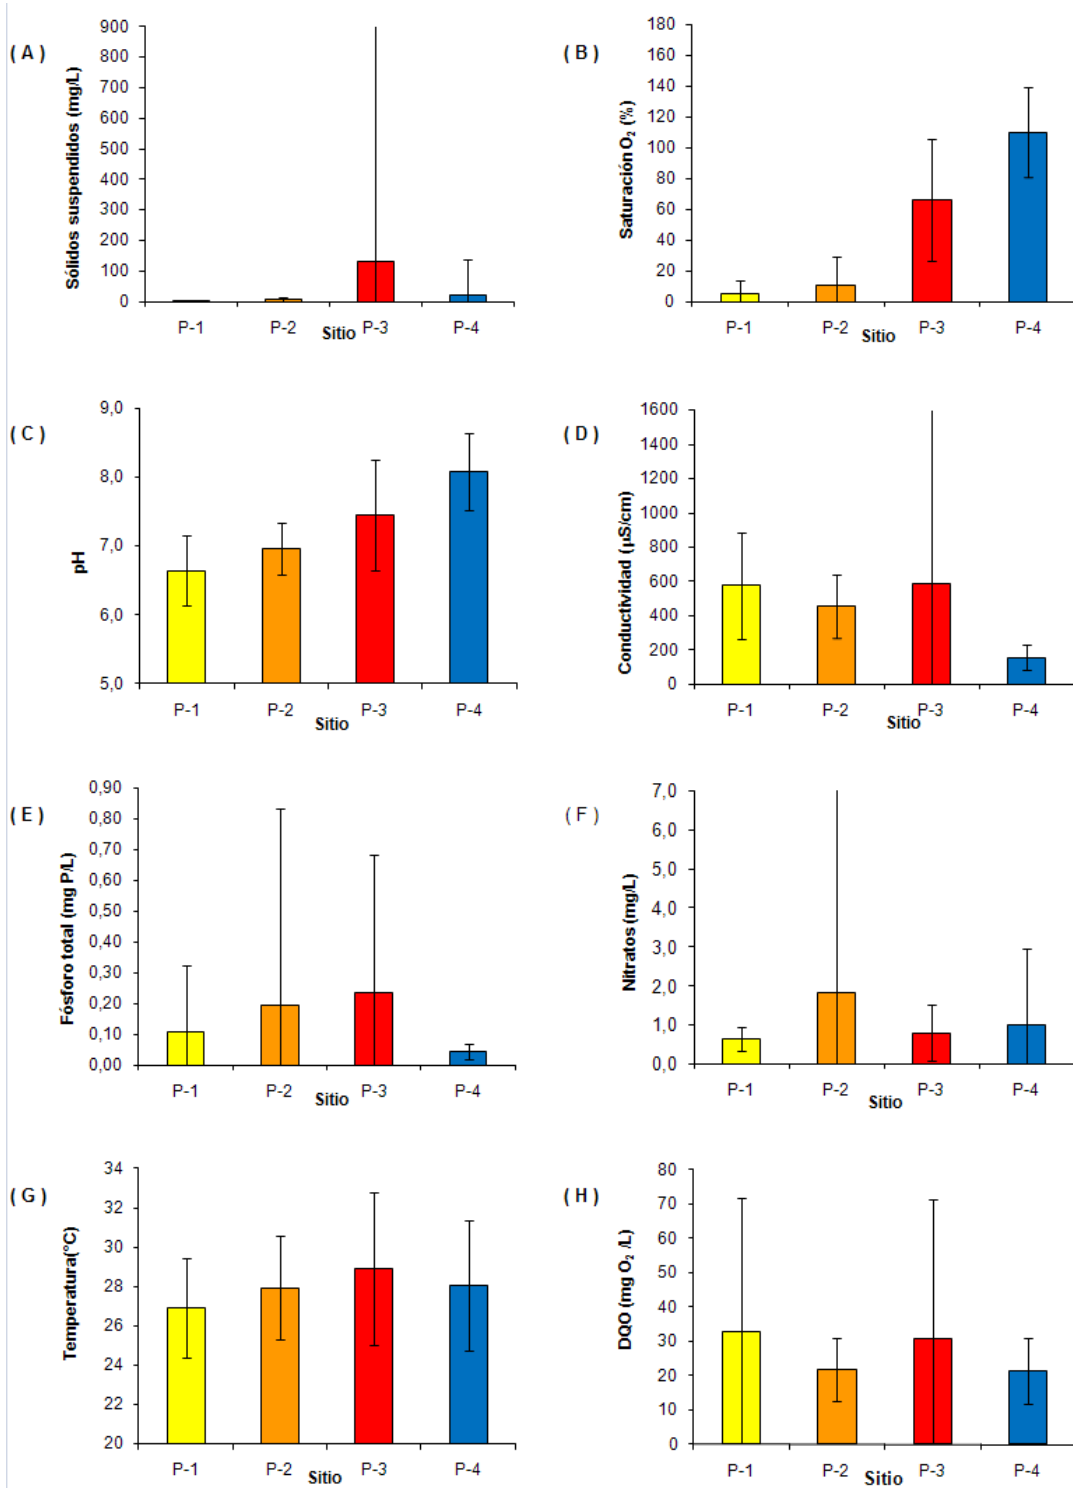 ( A )
Sólidos suspendidos (mg/L)
900
800
700
600
500
400
300
200
100
0
P-1 P-2 P-3 P-4
Sitio
( B )
Saturación O₂ (%)
180
160
140
120
100
80
60
40
20
0
P-1 P-2 P-3 P-4
Sitio
( C )
pH
9,0
8,0
7,0
6,0
5,0
P-1 P-2 P-3 P-4
Sitio
( D )
Conductividad (µS/cm)
1600
1400
1200
1000
800
600
400
200
0
P-1 P-2 P-3 P-4
Sitio
( E )
Fósforo total (mg P/L)
0,90
0,80
0,70
0,60
0,50
0,40
0,30
0,20
0,10
0,00
P-1 P-2 P-3 P-4
Sitio
( F )
Nitratos (mg/L)
7,0
6,0
5,0
4,0
3,0
2,0
1,0
0,0
P-1 P-2 P-3 P-4
Sitio
( G )
Temperatura(°C)
34
32
30
28
26
24
22
20
P-1 P-2 P-3 P-4
Sitio
( H )
DQO (mg O₂ /L)
80
70
60
50
40
30
20
10
0
P-1 P-2 P-3 P-4
Sitio